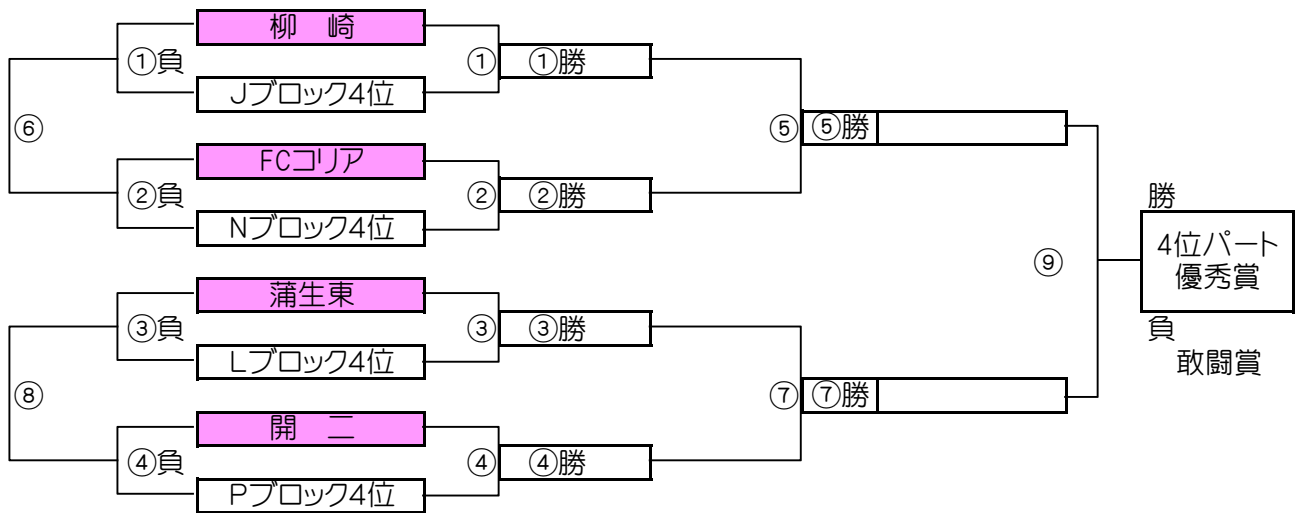 柳　崎
①負
①
①勝
Jブロック4位
⑥
⑤
⑤勝
FCコリア
②負
②
②勝
Nブロック4位
勝
4位パート
優秀賞
⑨
蒲生東
③負
③
③勝
負
敢闘賞
Lブロック4位
⑧
⑦
⑦勝
開　二
④負
④
④勝
Pブロック4位